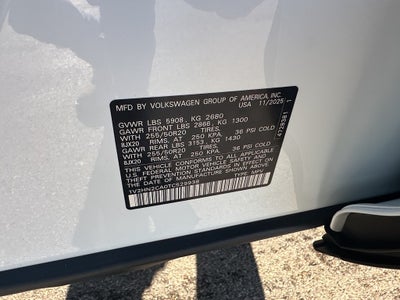 MFD BY VOLKSWAGEN GROUP OF AMERICA, INC.
USA 11/2025
GVWR LBS 5908, KG 2680
GAWR FRONT LBS 2866, KG 1300
WITH 255/50R20 TIRES,
8JX20 RIMS, AT 250 KPA, 36 PSI COLD
GAWR REAR LBS 3153, KG 1430
WITH 255/50R20 TIRES,
8JX20 RIMS, AT 250 KPA, 36 PSI COLD
THIS VEHICLE CONFORMS TO ALL APPLICABLE
U.S. FEDERAL MOTOR VEHICLE SAFETY AND
THEFT PREVENTION STANDARDS IN EFFECT ON
THE DATE OF MANUFACTURE SHOWN ABOVE.
TYPE: MPV